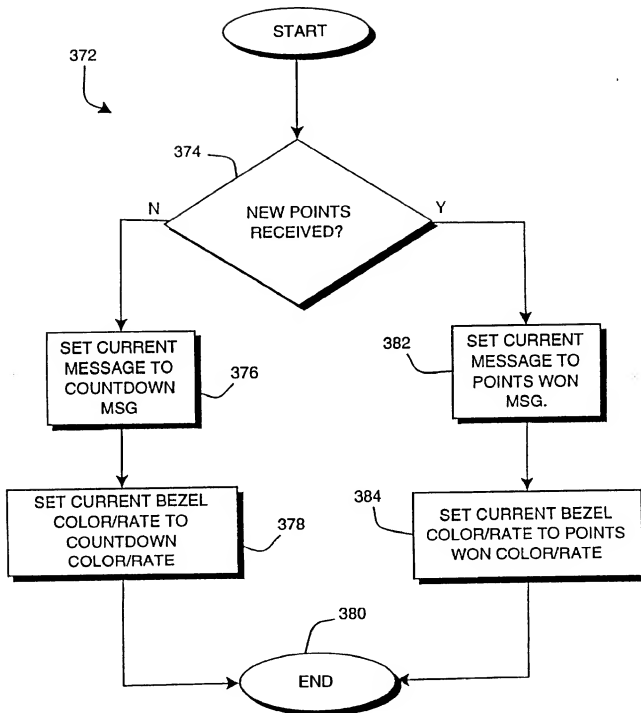 START
372
374
N
NEW POINTS
RECEIVED?
Y
SET CURRENT
MESSAGE TO
COUNTDOWN
MSG
376
382
SET CURRENT
MESSAGE TO
POINTS WON
MSG.
SET CURRENT BEZEL
COLOR/RATE TO
COUNTDOWN
COLOR/RATE
378
384
SET CURRENT BEZEL
COLOR/RATE TO POINTS
WON COLOR/RATE
380
END